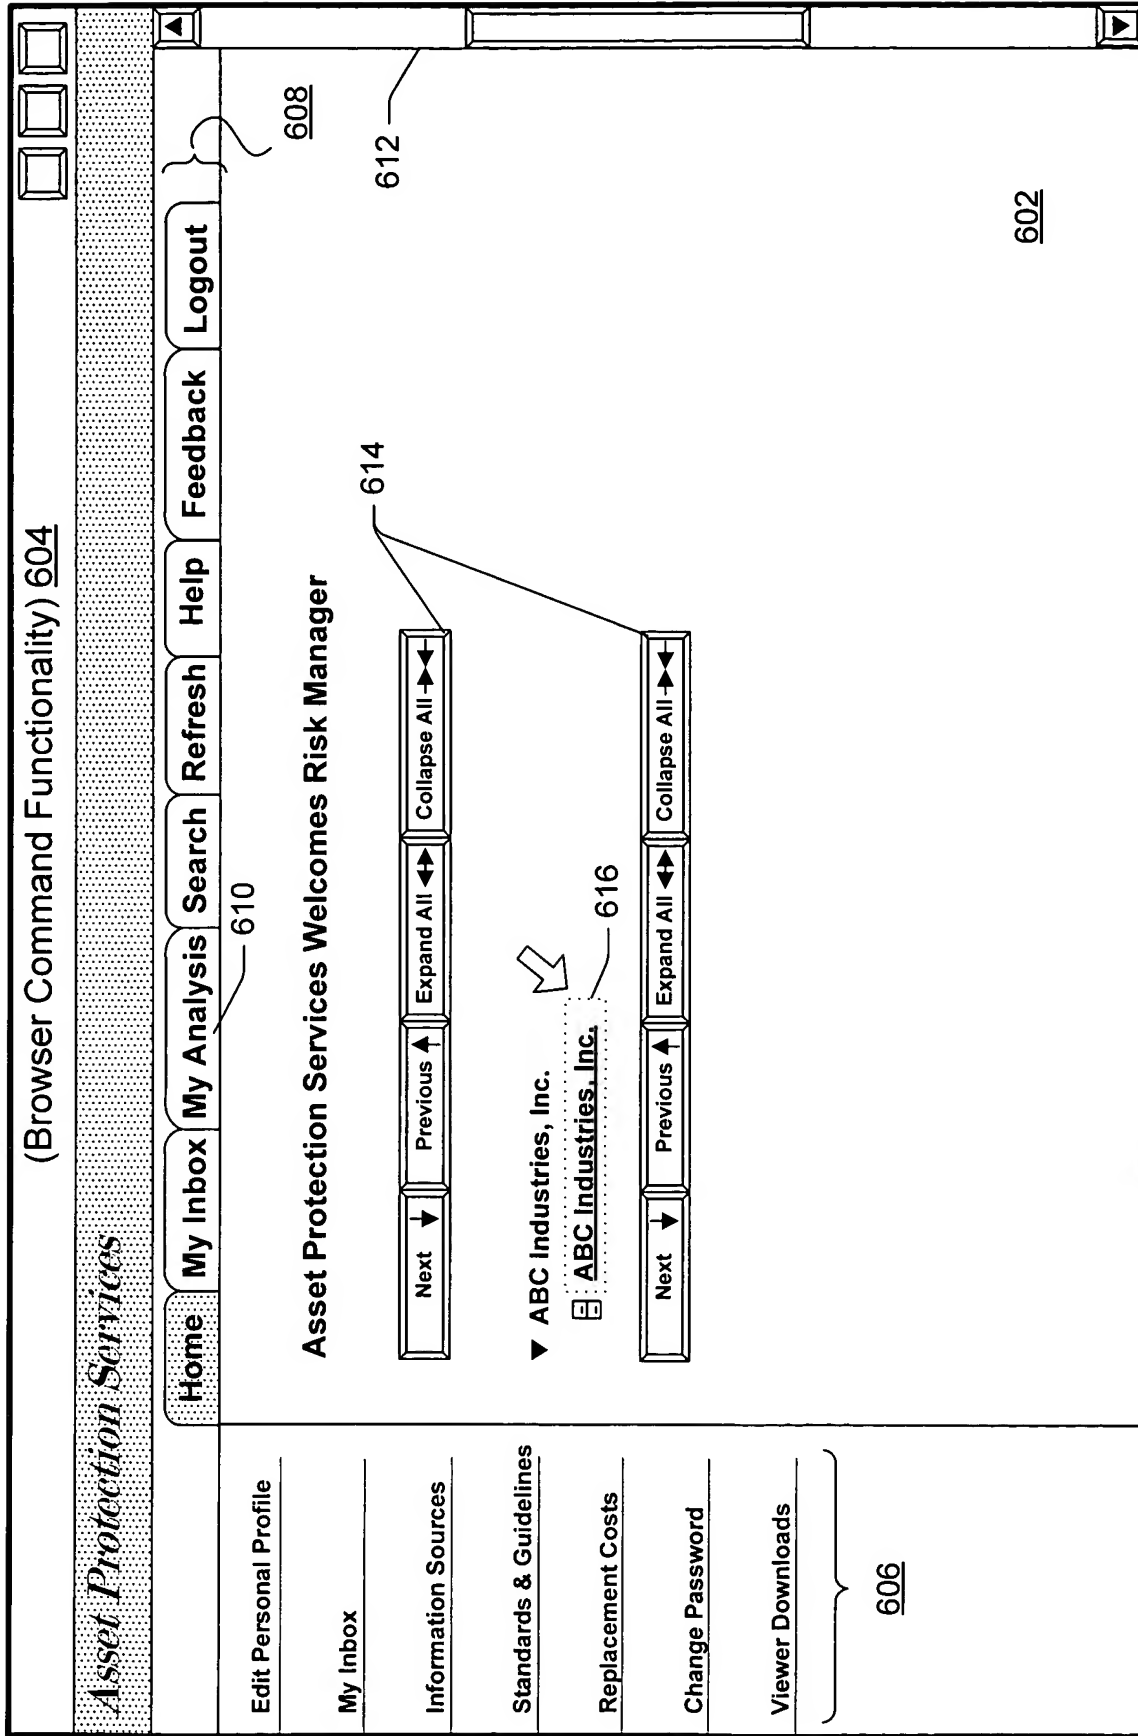 (Browser Command Functionality) 604
Asset Protection Services
Home My Inbox My Analysis Search Refresh Help Feedback Logout
608
610
612
Edit Personal Profile
My Inbox
Information Sources
Standards & Guidelines
Replacement Costs
Change Password
Viewer Downloads
606
Asset Protection Services Welcomes Risk Manager
614
Next Previous Expand All Collapse All
ABC Industries, Inc.
ABC Industries, Inc.
616
Next Previous Expand All Collapse All
602